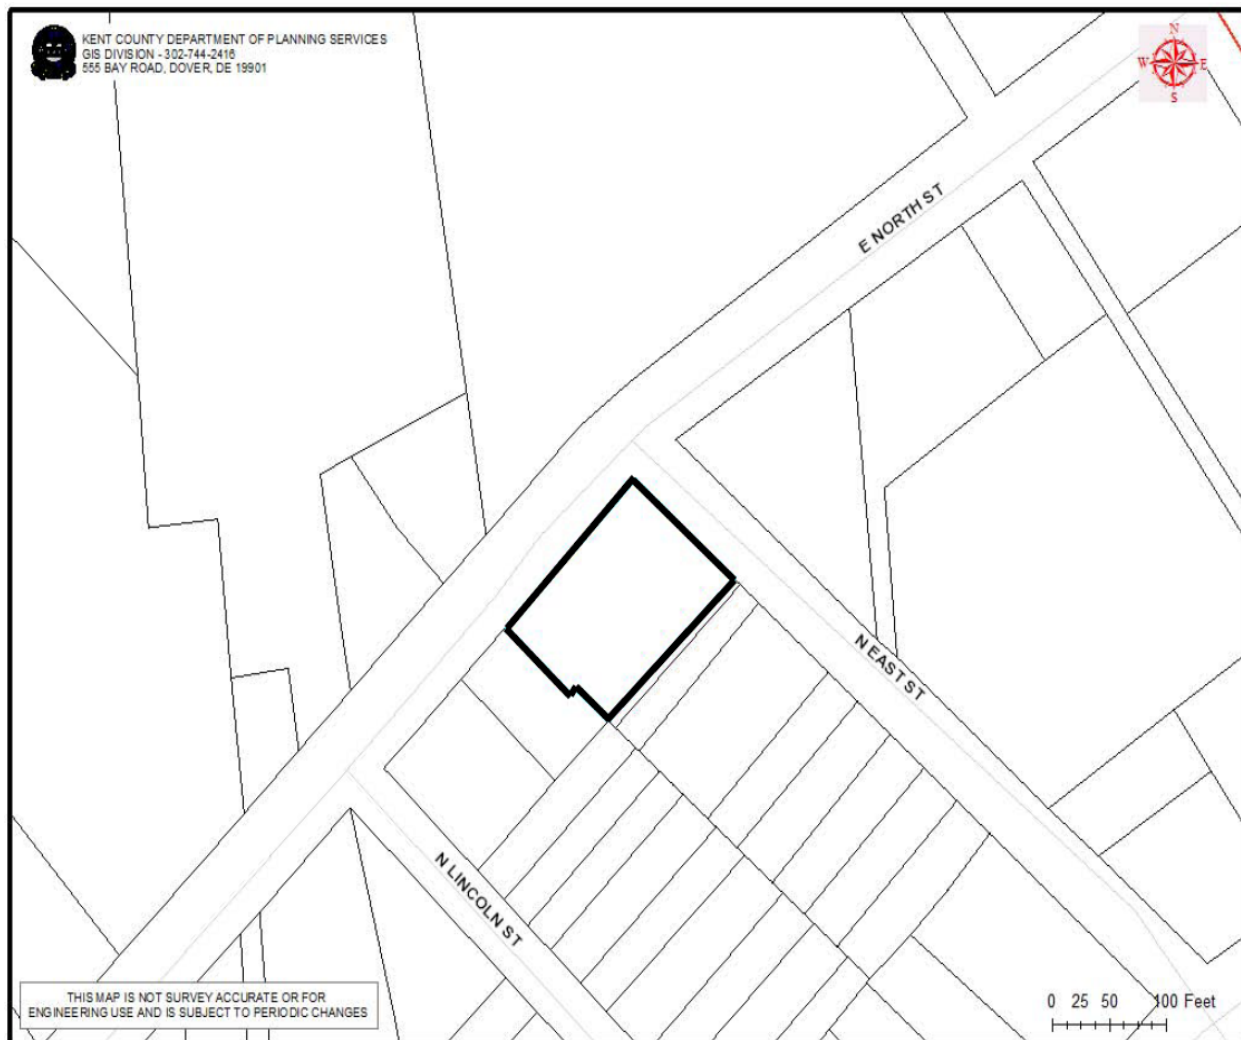 KENT COUNTY DEPARTMENT OF PLANNING SERVICES
GIS DIVISION - 302-744-2416
555 BAY ROAD, DOVER, DE 19901
N
W E
S
E NORTH ST
N EAST ST
N LINCOLN ST
THIS MAP IS NOT SURVEY ACCURATE OR FOR
ENGINEERING USE AND IS SUBJECT TO PERIODIC CHANGES
0 25 50 100 Feet